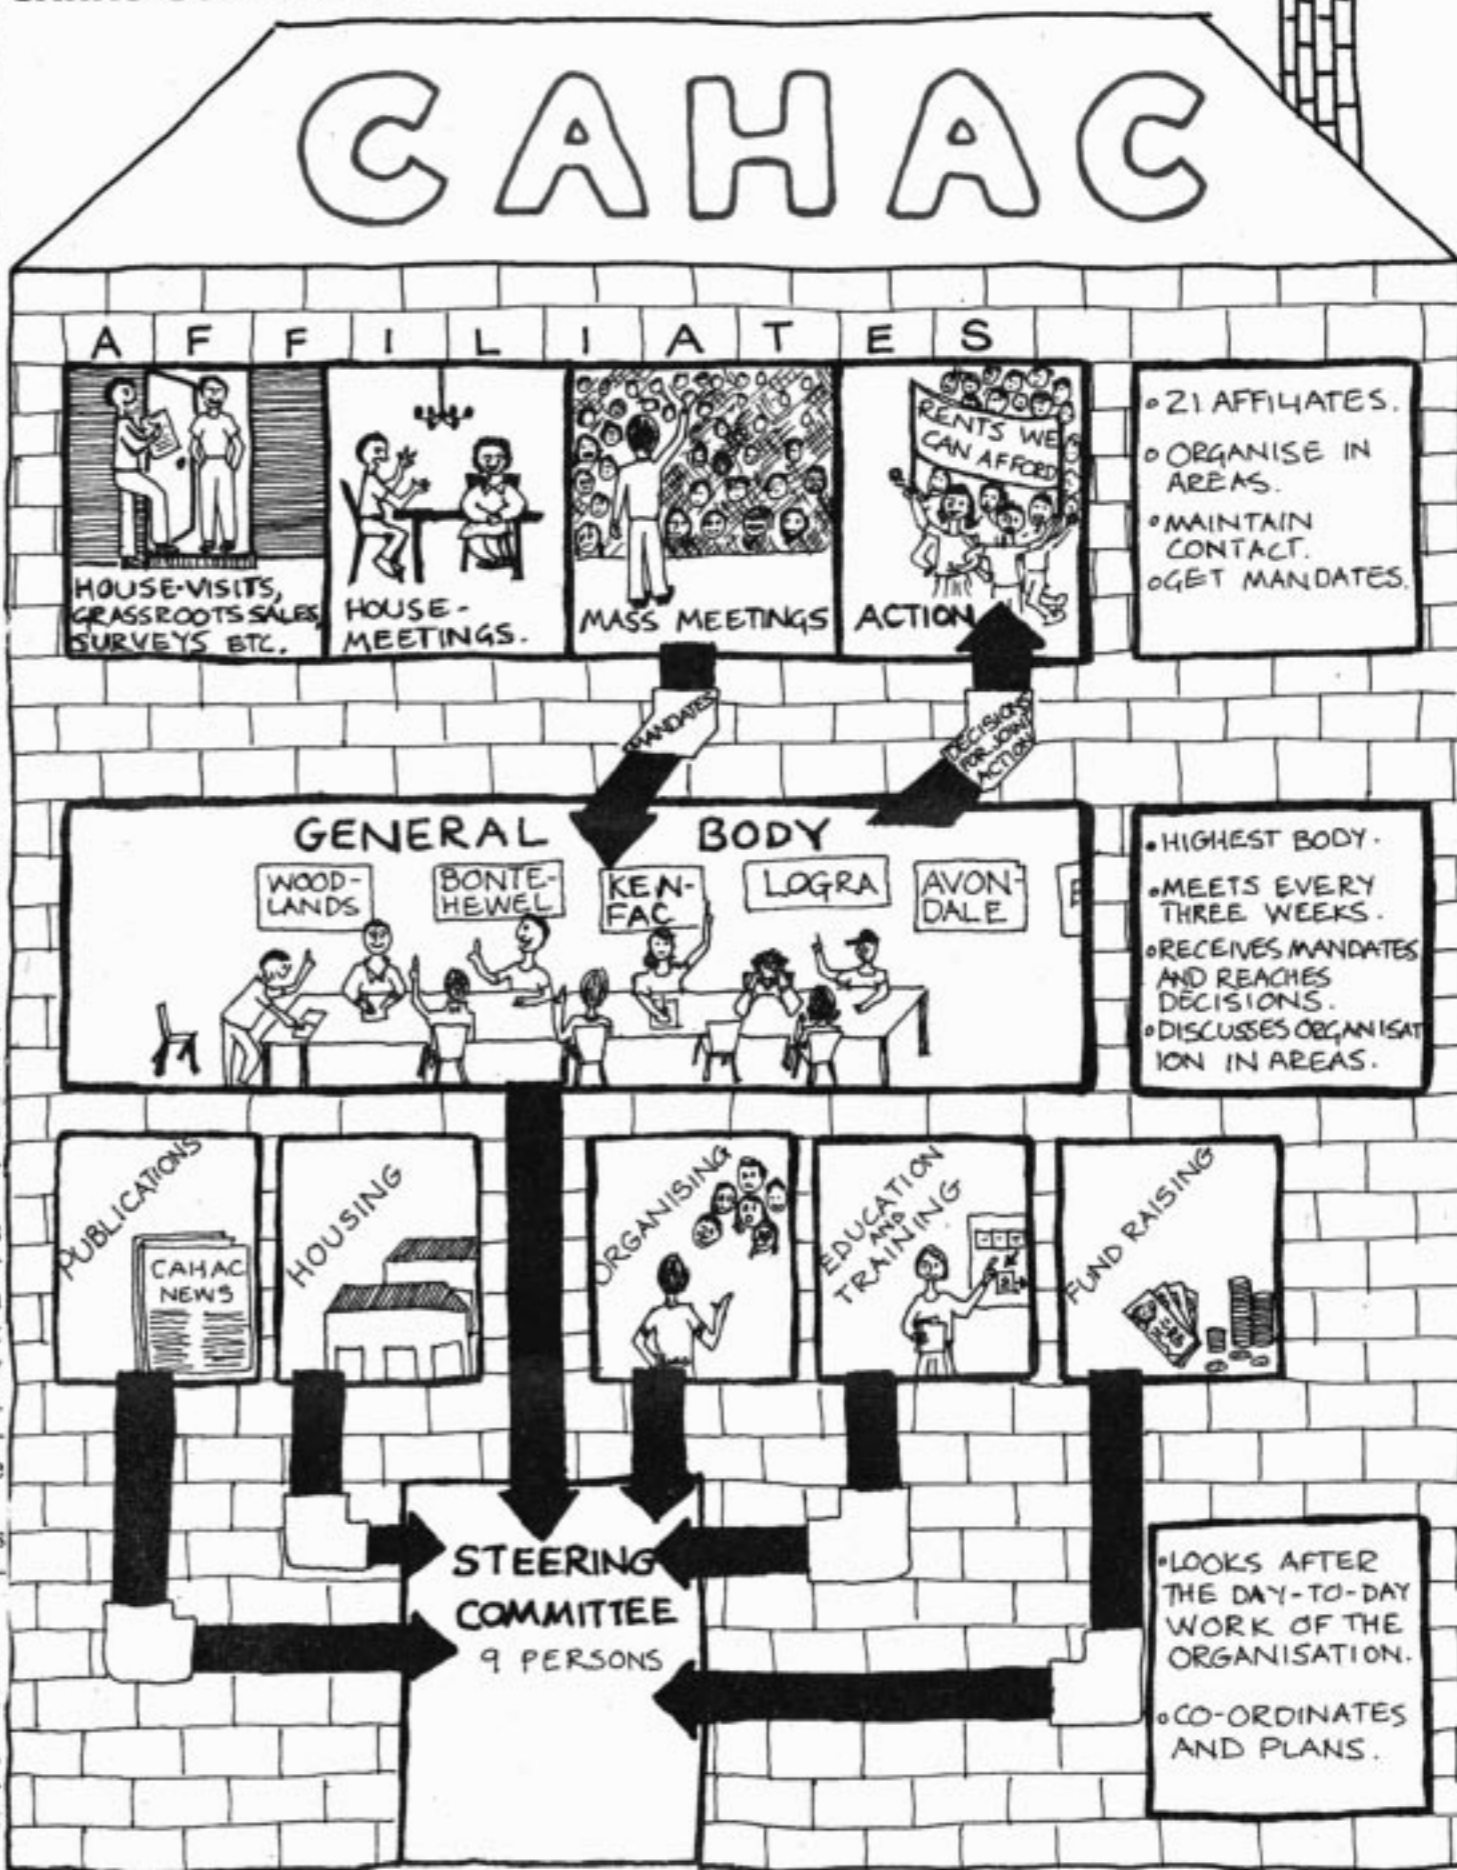 CAHAC
AFFILIATES
HOUSE-VISITS,
GRASSROOTS SALES,
SURVEYS ETC.
HOUSE-
MEETINGS.
MASS MEETINGS
RENTS WE
CAN AFFORD
ACTION
• 21 AFFILIATES.
• ORGANISE IN
AREAS.
• MAINTAIN
CONTACT.
• GET MANDATES.
MANDATES
DECISIONS
FOR JOINT
ACTION
GENERAL BODY
WOOD-
LANDS
BONTE-
HEWEL
KEN-
FAC
LOGRA
AVON-
DALE
• HIGHEST BODY.
• MEETS EVERY
THREE WEEKS.
• RECEIVES MANDATES
AND REACHES
DECISIONS.
• DISCUSSES ORGANISAT
ION IN AREAS.
PUBLICATIONS
CAHAC
NEWS
HOUSING
ORGANISING
EDUCATION
AND
TRAINING
FUND RAISING
STEERING
COMMITTEE
9 PERSONS
• LOOKS AFTER
THE DAY-TO-DAY
WORK OF THE
ORGANISATION.
• CO-ORDINATES
AND PLANS.